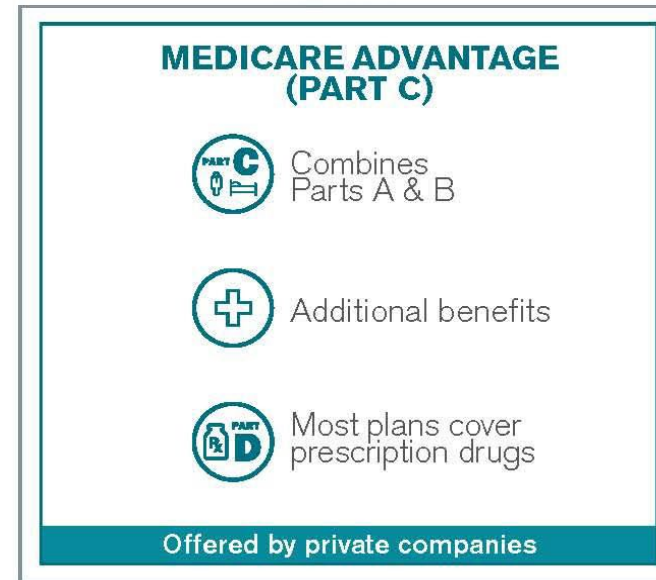 MEDICARE ADVANTAGE
(PART C)
PART C
Combines
Parts A & B
Additional benefits
PART
Rx D
Most plans cover
prescription drugs
Offered by private companies